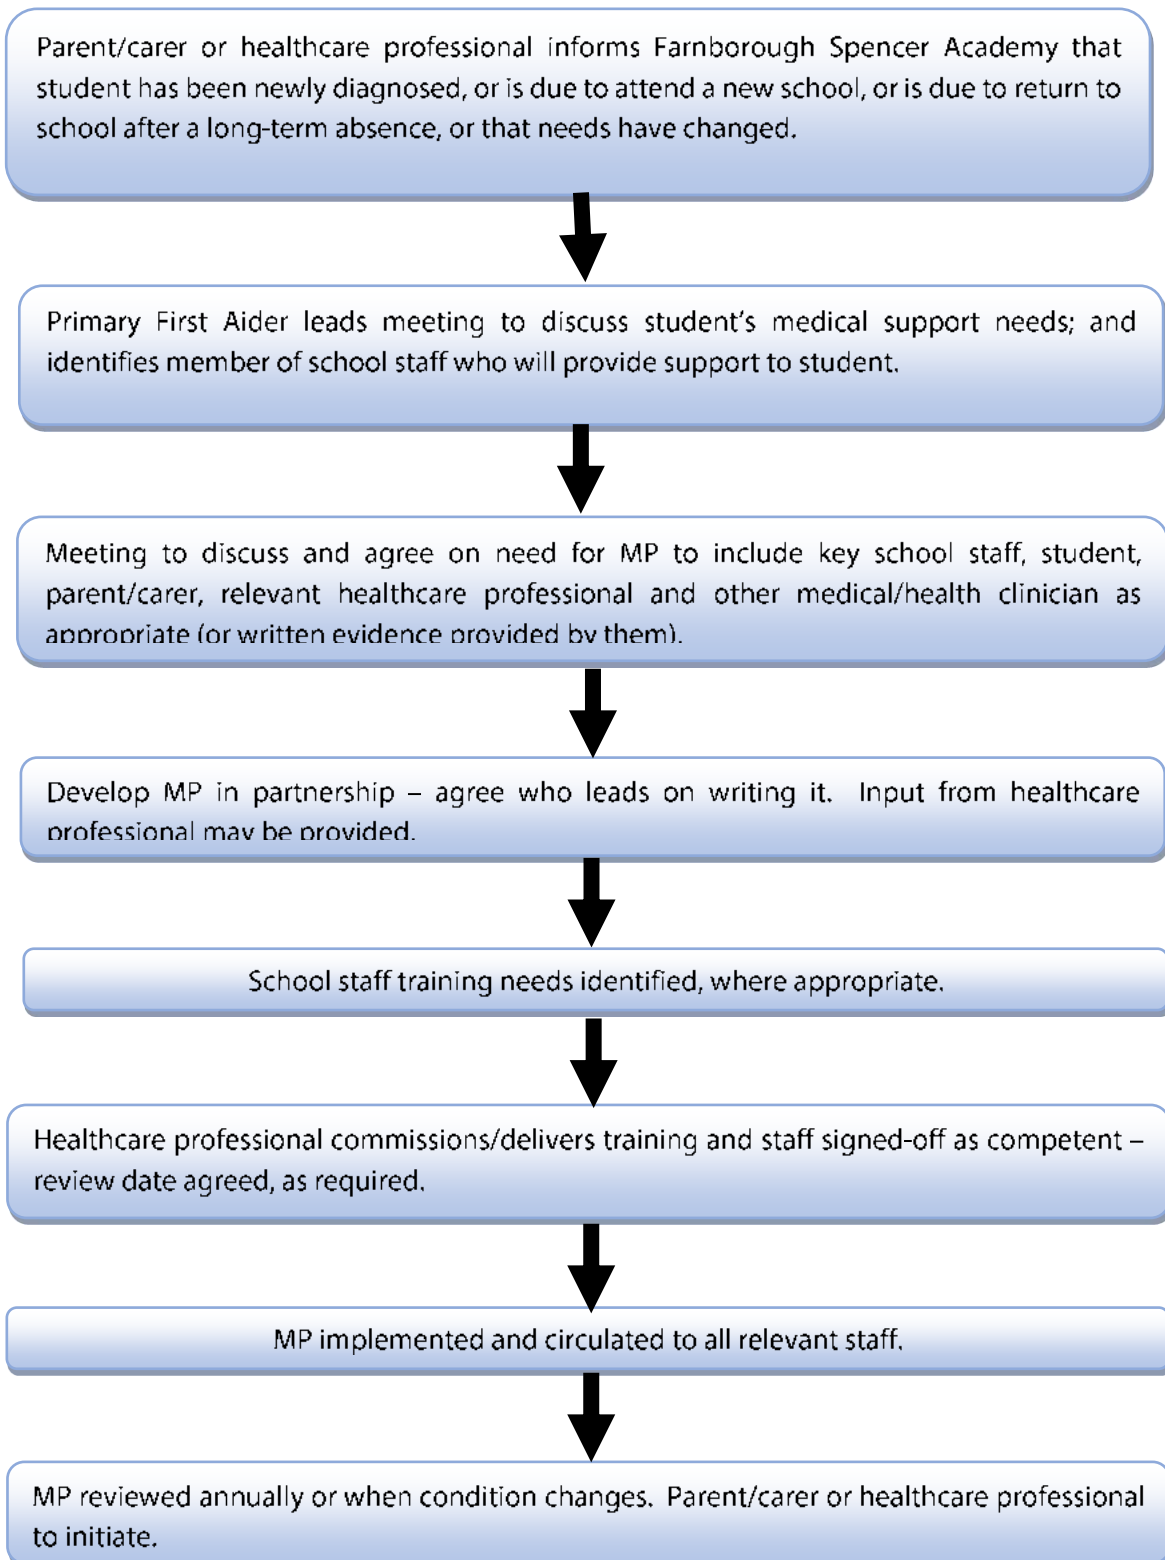 Parent/carer or healthcare professional informs Farnborough Spencer Academy that
student has been newly diagnosed, or is due to attend a new school, or is due to return to
school after a long-term absence, or that needs have changed.
Primary First Aider leads meeting to discuss student's medical support needs; and
identifies member of school staff who will provide support to student.
Meeting to discuss and agree on need for MP to include key school staff, student,
parent/carer, relevant healthcare professional and other medical/health clinician as
appropriate (or written evidence provided by them).
Develop MP in partnership – agree who leads on writing it. Input from healthcare
professional may be provided.
School staff training needs identified, where appropriate.
Healthcare professional commissions/delivers training and staff signed-off as competent –
review date agreed, as required.
MP implemented and circulated to all relevant staff.
MP reviewed annually or when condition changes. Parent/carer or healthcare professional
to initiate.